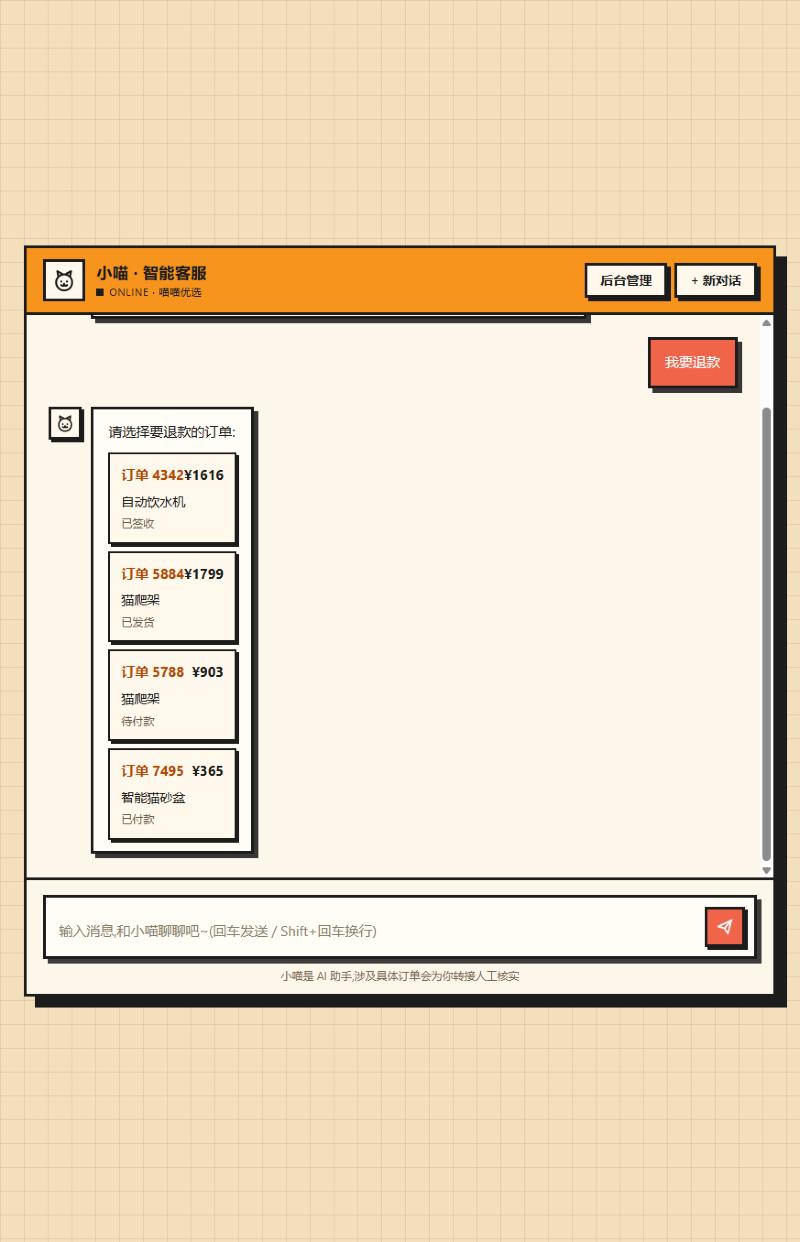 小喵 · 智能客服
ONLINE · 喵喵优选
后台管理
+ 新对话
我要退款
请选择要退款的订单:
订单 4342¥1616
自动饮水机
已签收
订单 5884¥1799
猫爬架
已发货
订单 5788 ¥903
猫爬架
待付款
订单 7495 ¥365
智能猫砂盆
已付款
输入消息,和小喵聊聊吧~(回车发送 / Shift+回车换行)
小喵是 AI 助手,涉及具体订单会为你转接人工核实